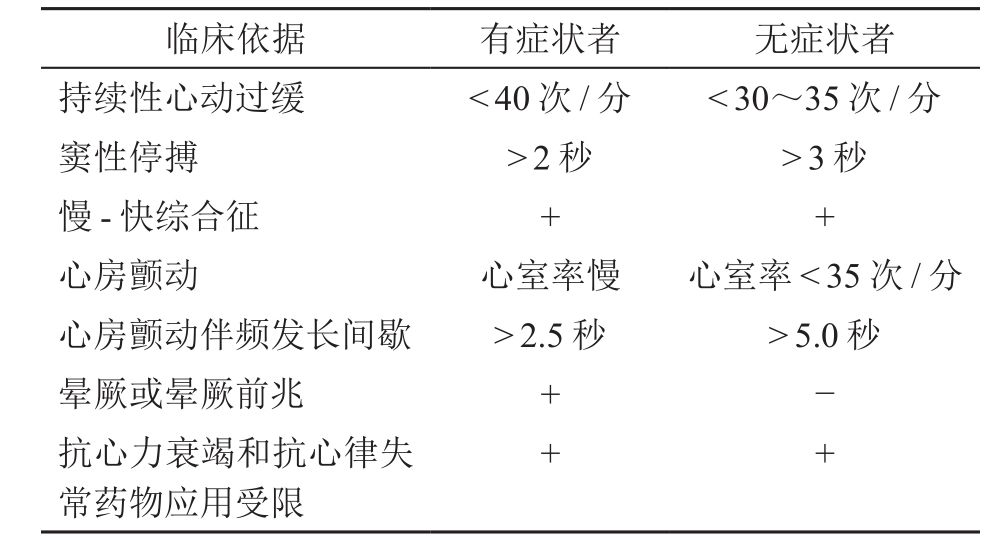 临床依据 有症状者 无症状者
持续性心动过缓 <40 次 / 分 <30～35 次 / 分
窦性停搏 >2 秒 >3 秒
慢 - 快综合征 + +
心房颤动 心室率慢 心室率 <35 次 / 分
心房颤动伴频发长间歇 >2.5 秒 >5.0 秒
晕厥或晕厥前兆 + −
抗心力衰竭和抗心律失 + +
常药物应用受限